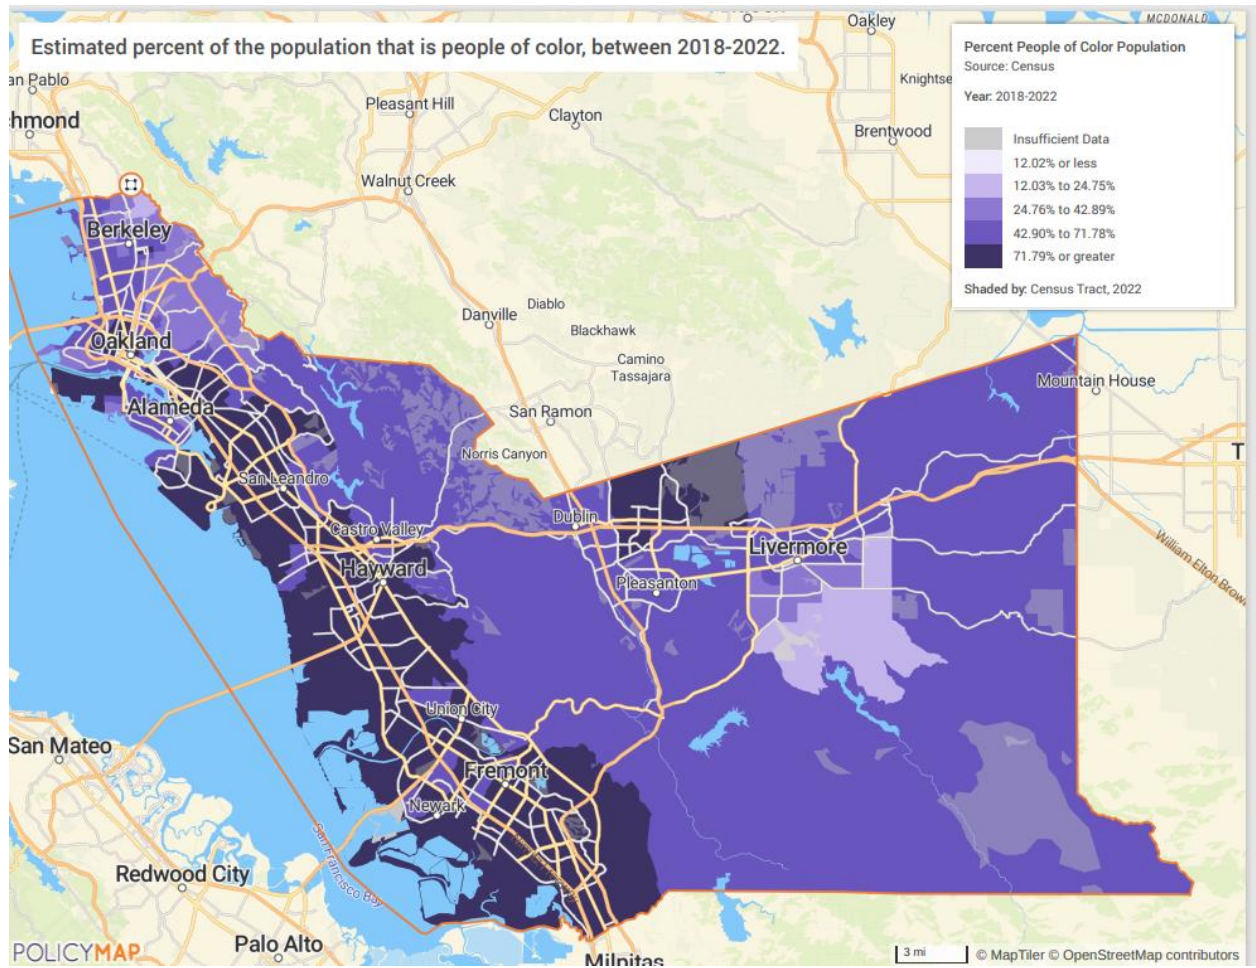 Estimated percent of the population that is people of color, between 2018-2022.
Oakley
MCDONALD
Percent People of Color Population
Source: Census
Year: 2018-2022
Insufficient Data
12.02% or less
12.03% to 24.75%
24.76% to 42.89%
42.90% to 71.78%
71.79% or greater
Shaded by: Census Tract, 2022
an Pablo
Knightse
Pleasant Hill
Clayton
hmond
Brentwood
Walnut Creek
Berkeley
Danville
Diablo
Blackhawk
Oakland
Camino
Tassajara
Mountain House
Alameda
San Ramon
Norris Canyon
T
San Leandro
Castro Valley
Dublin
Livermore
William Elton Brow
Hayward
Pleasanton
Union City
San Mateo
Fremont
Newark
San Francisco Bay
Redwood City
Palo Alto
Milpitas
POLICYMAP
3 mi
© MapTiler © OpenStreetMap contributors